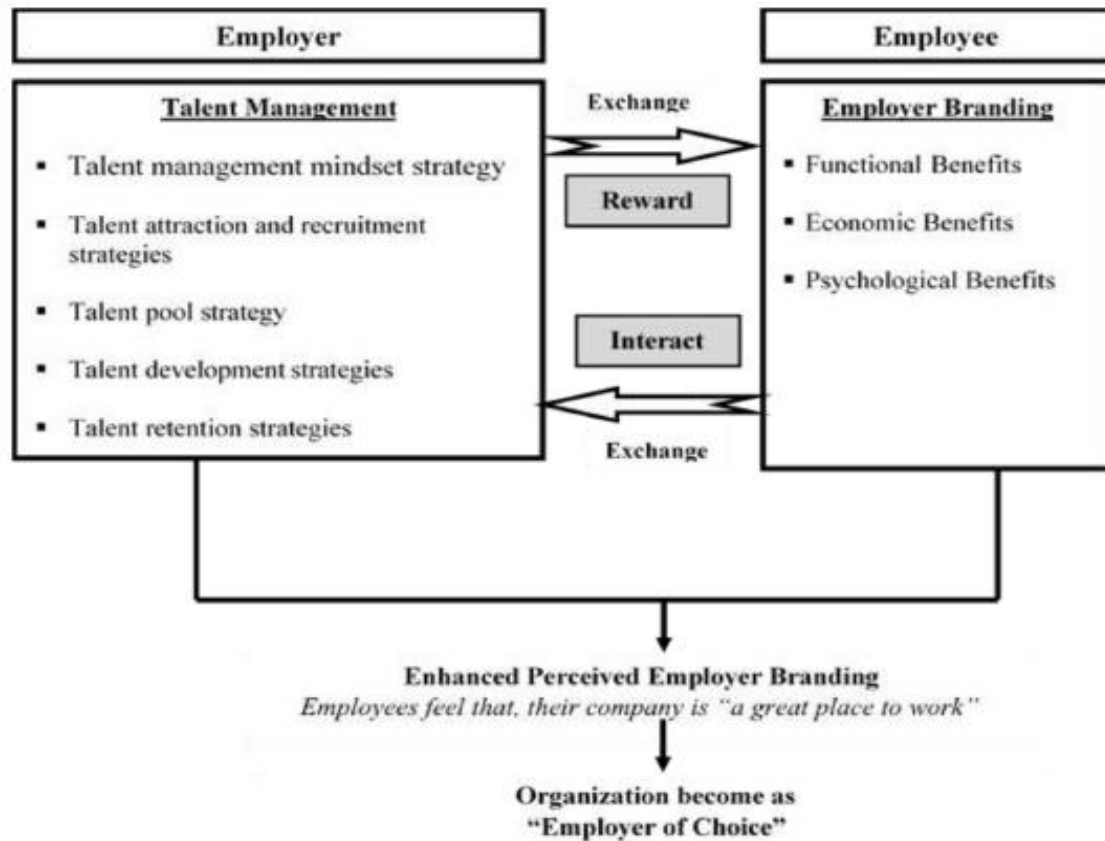 Employer
Employee
Talent Management
▪ Talent management mindset strategy
▪ Talent attraction and recruitment
strategies
▪ Talent pool strategy
▪ Talent development strategies
▪ Talent retention strategies
Exchange
Reward
Interact
Exchange
Employer Branding
▪ Functional Benefits
▪ Economic Benefits
▪ Psychological Benefits
Enhanced Perceived Employer Branding
Employees feel that, their company is “a great place to work”
Organization become as
“Employer of Choice”